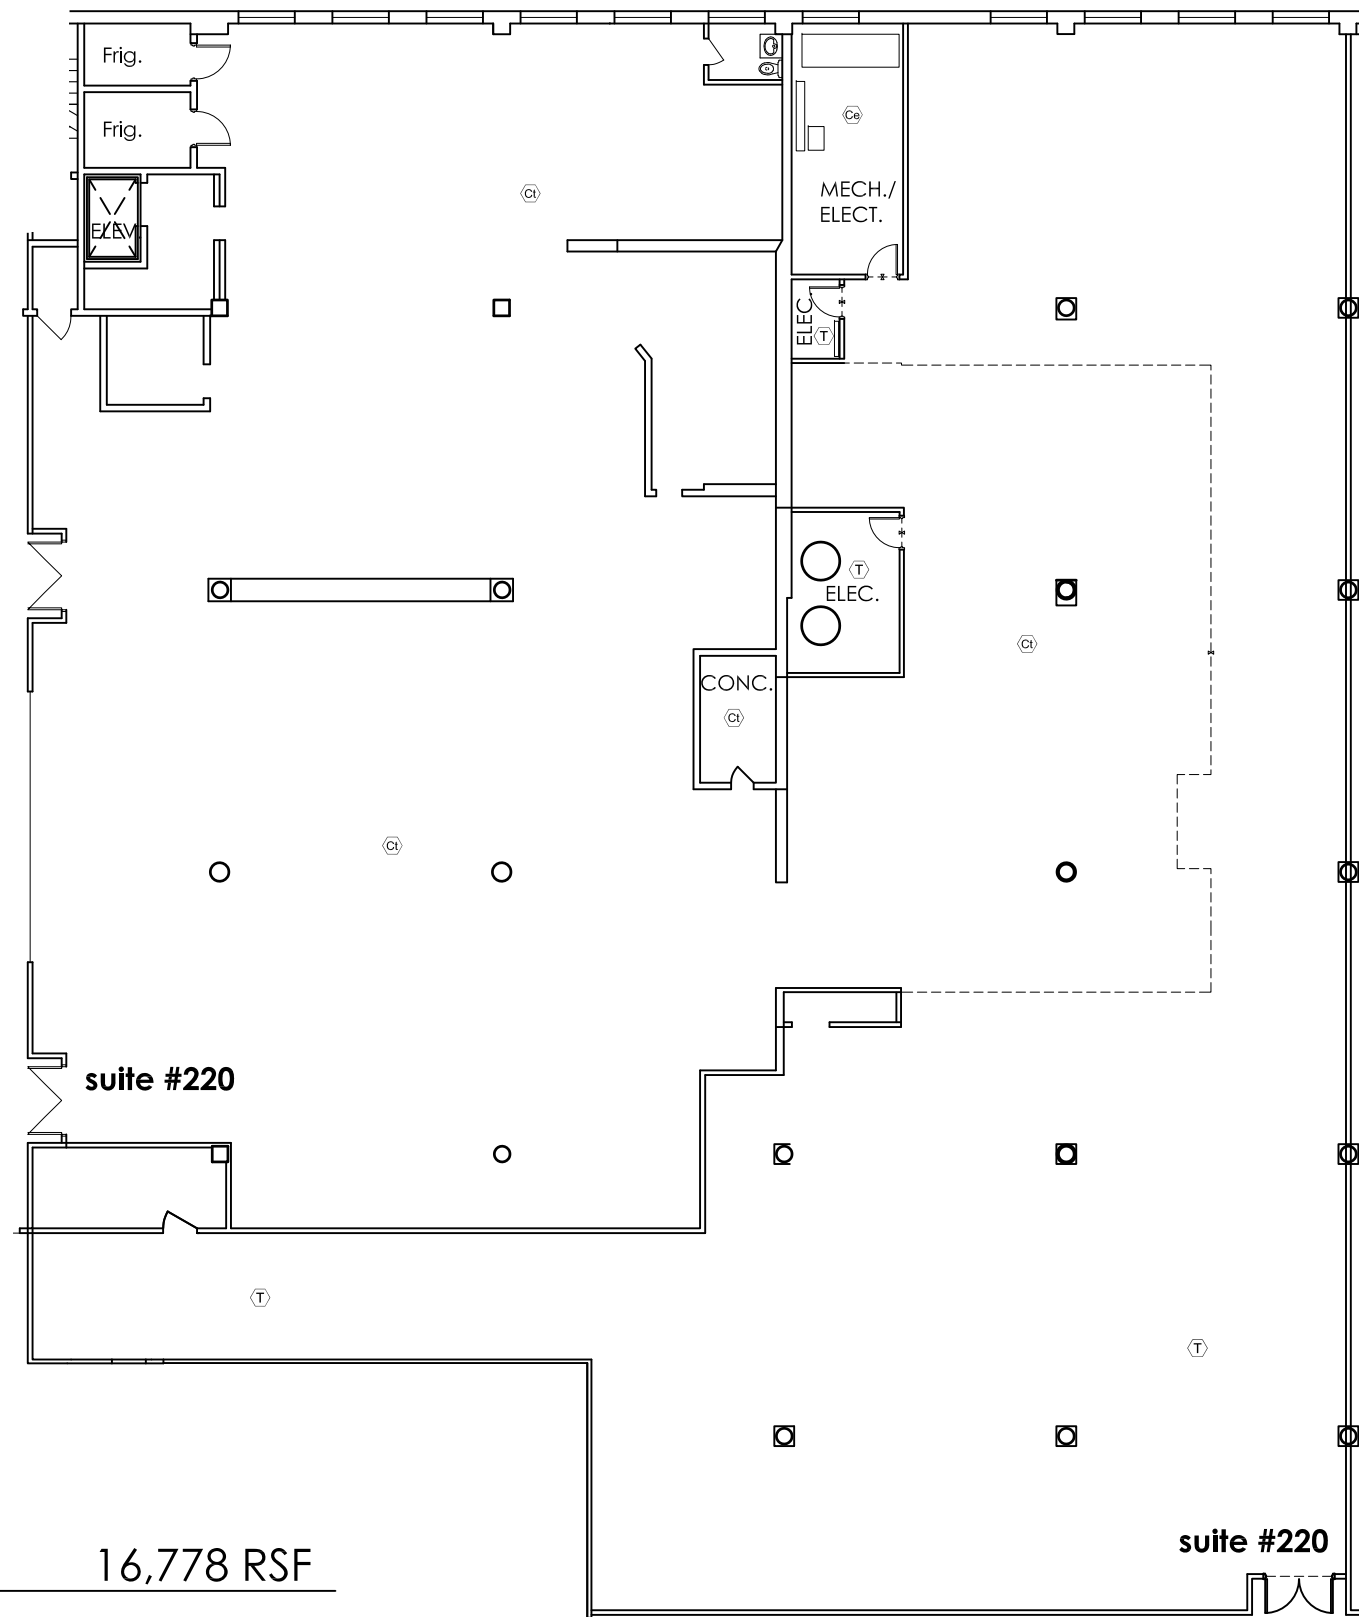 Frig.
Frig.
Ce
Ct
MECH./
ELECT.
ELEV.
ELEC.
T
T
ELEC.
Ct
CONC.
Ct
Ct
suite #220
T
T
suite #220
16,778 RSF